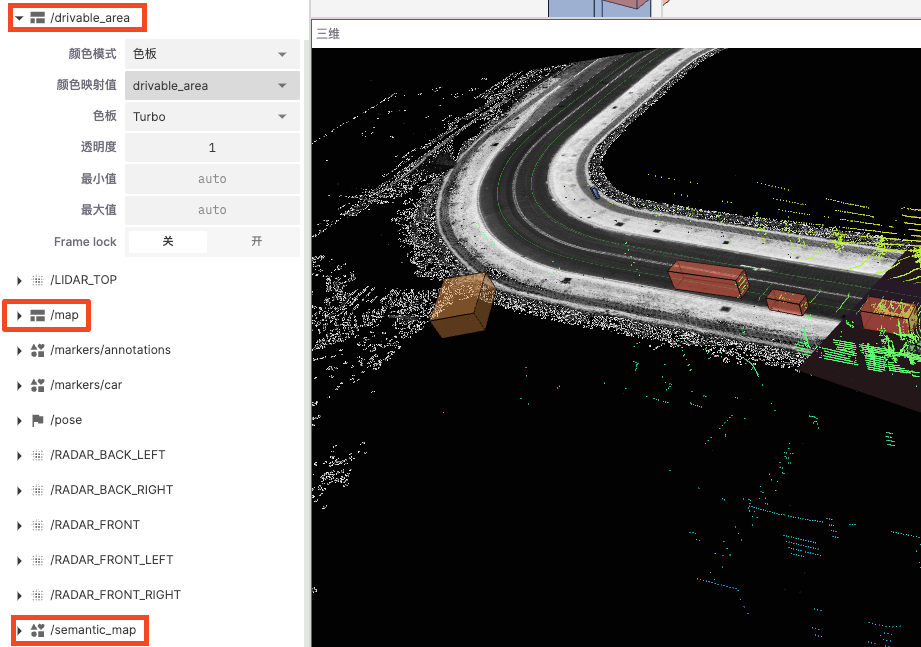 /drivable_area
颜色模式 色板
颜色映射值 drivable_area
色板 Turbo
透明度 1
最小值 auto
最大值 auto
Frame lock 关 开
/LIDAR_TOP
/map
/markers/annotations
/markers/car
/pose
/RADAR_BACK_LEFT
/RADAR_BACK_RIGHT
/RADAR_FRONT
/RADAR_FRONT_LEFT
/RADAR_FRONT_RIGHT
/semantic_map
三维